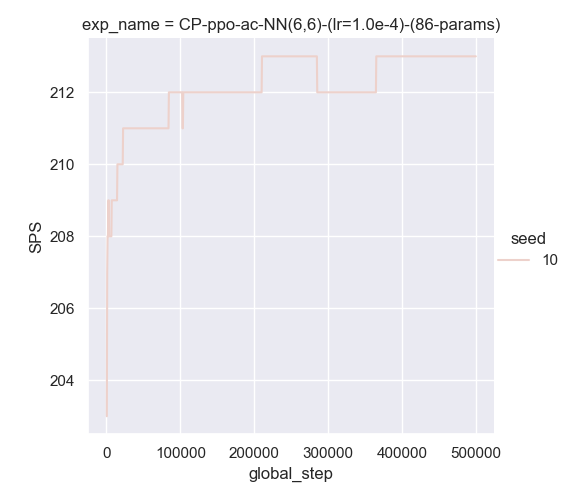 exp_name = CP-ppo-ac-NN(6,6)-(lr=1.0e-4)-(86-params)
212
210
208
206
204
SPS
0 100000 200000 300000 400000 500000
global_step
seed
10